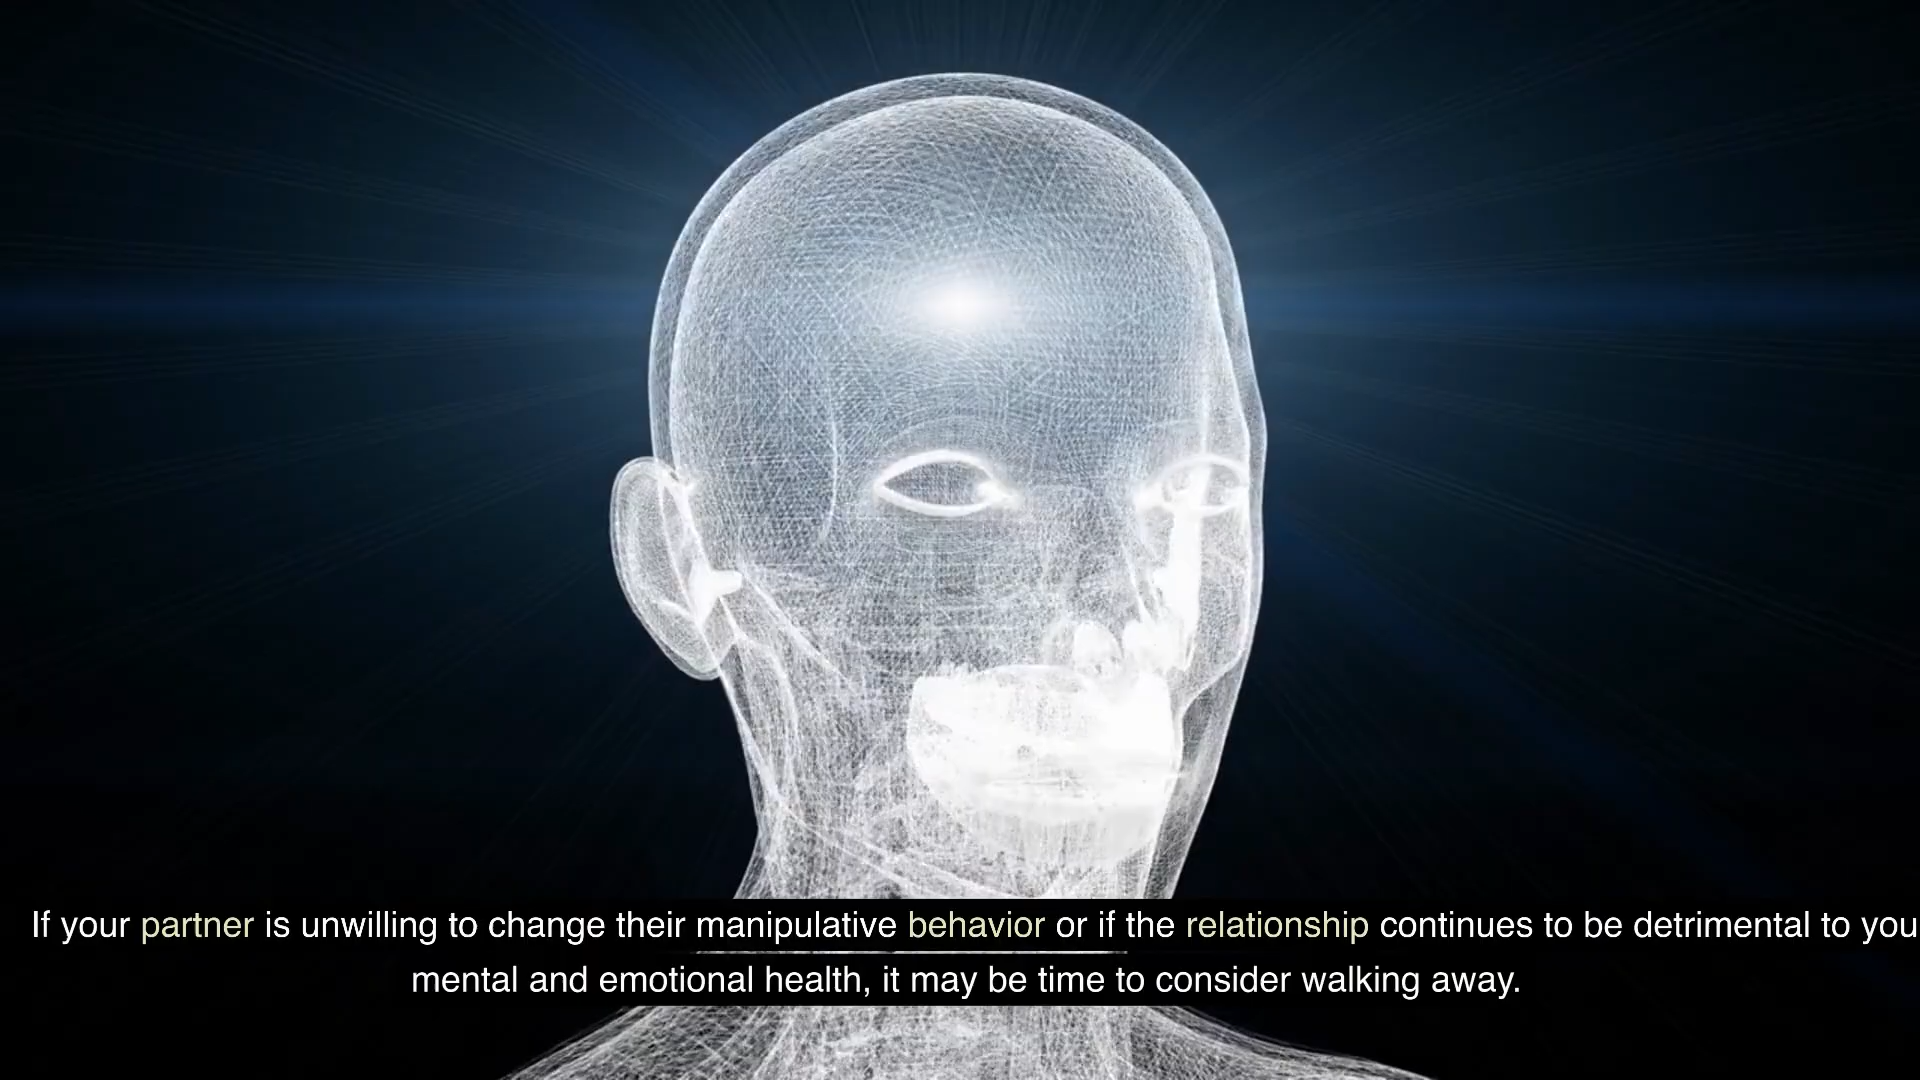 If your partner is unwilling to change their manipulative behavior or if the relationship continues to be detrimental to you
mental and emotional health, it may be time to consider walking away.